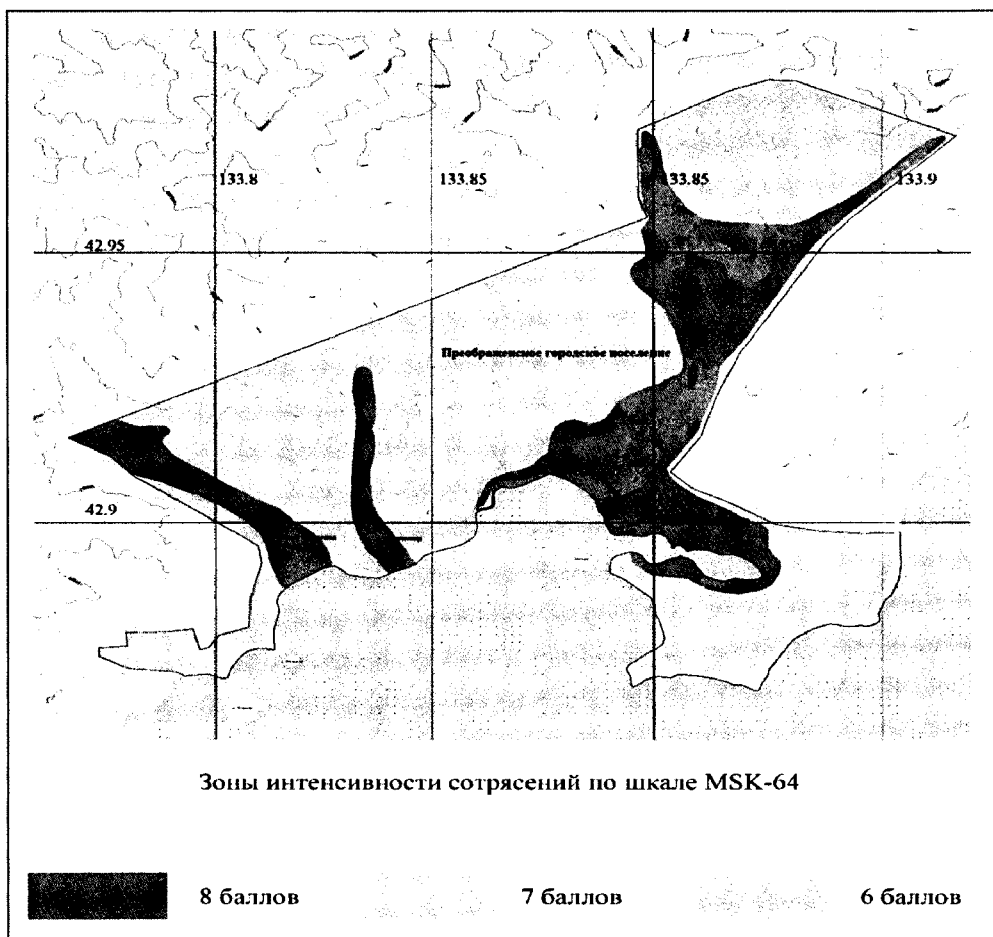 133.8
133.85
133.85
133.9
42.95
Преображенское городское поселение
42.9
Зоны интенсивности сотрясений по шкале MSK-64
8 баллов
7 баллов
6 баллов